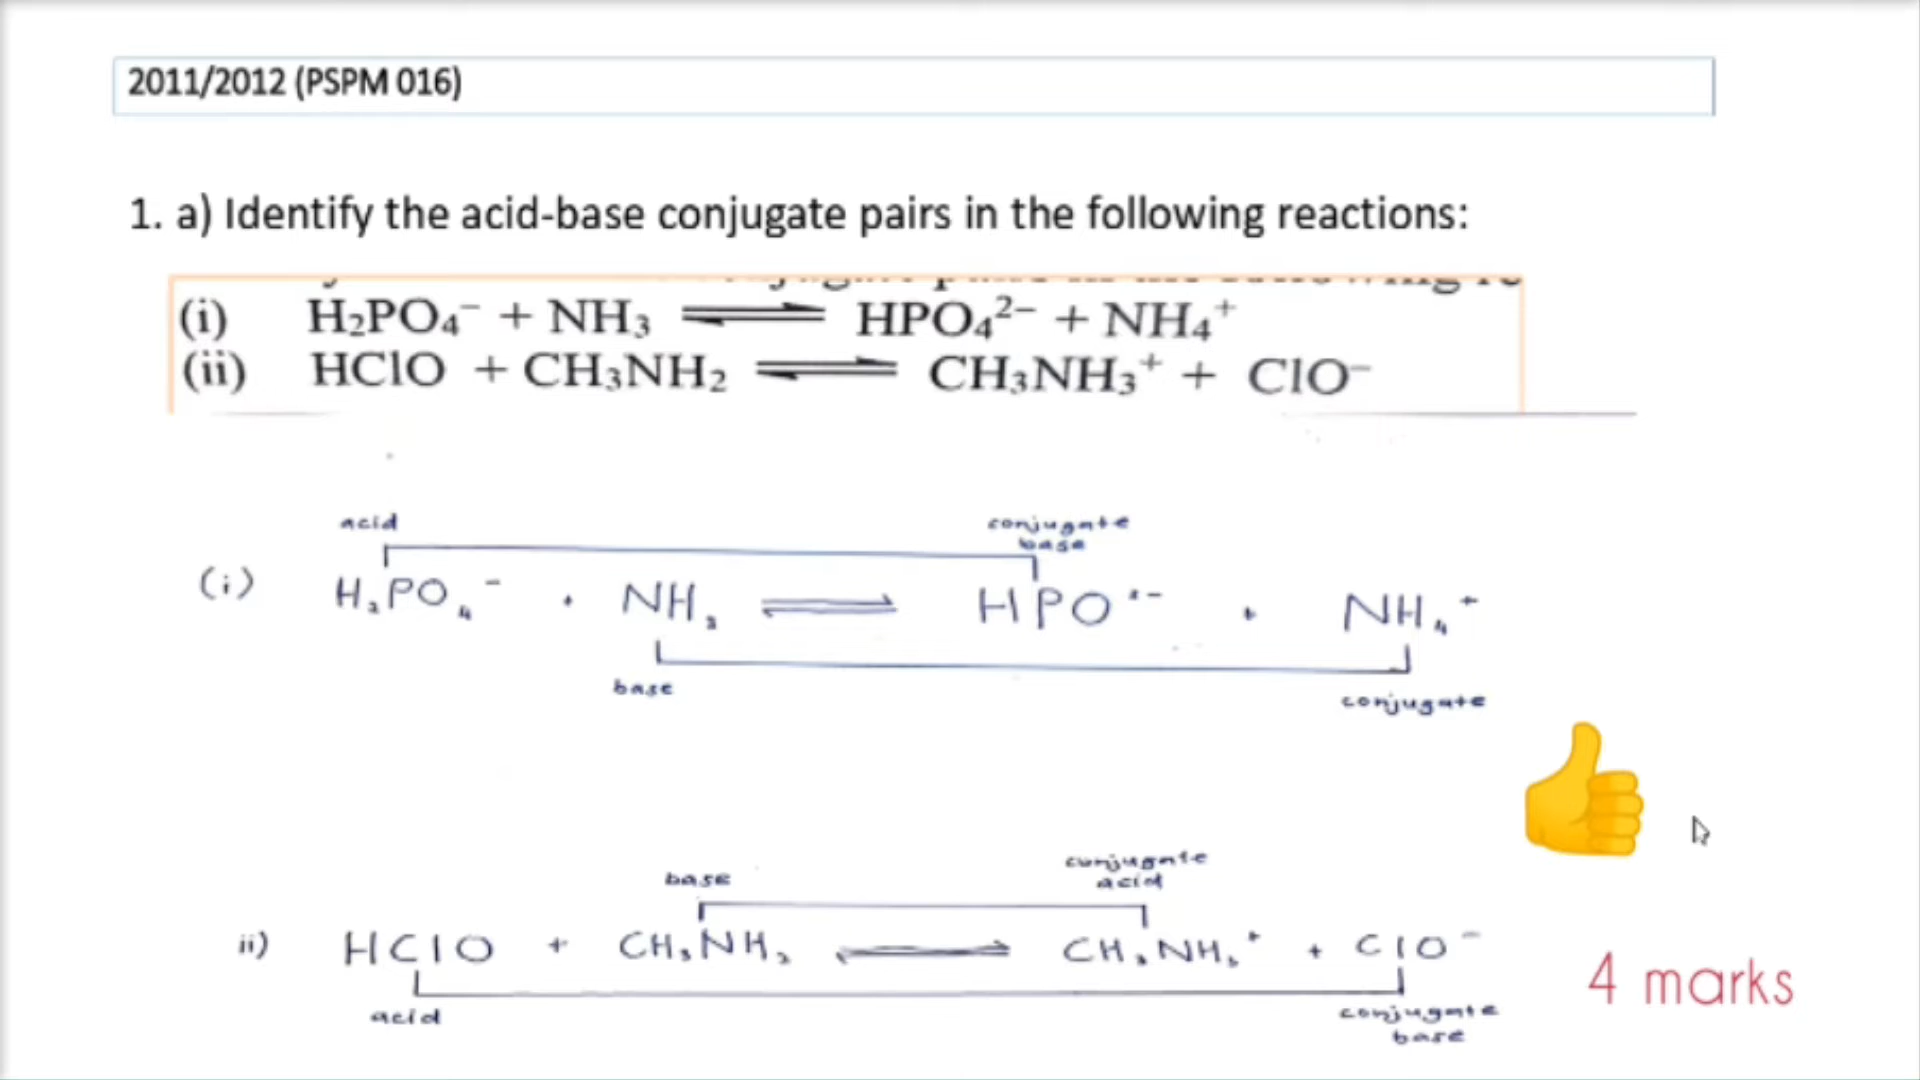 2011/2012 (PSPM 016)
1. a) Identify the acid-base conjugate pairs in the following reactions:
(i) H₂PO₄⁻ + NH₃ ⇌ HPO₄²⁻ + NH₄⁺
(ii) HClO + CH₃NH₂ ⇌ CH₃NH₃⁺ + ClO⁻
acid conjugate
base
(i) H₂PO₄⁻ + NH₃ ⇌ HPO²⁻ + NH₄⁺
base conjugate
base conjugate
acid
ii) HClO + CH₃NH₂ ⇌ CH₃NH₃⁺ + ClO⁻
acid conjugate
base
4 marks